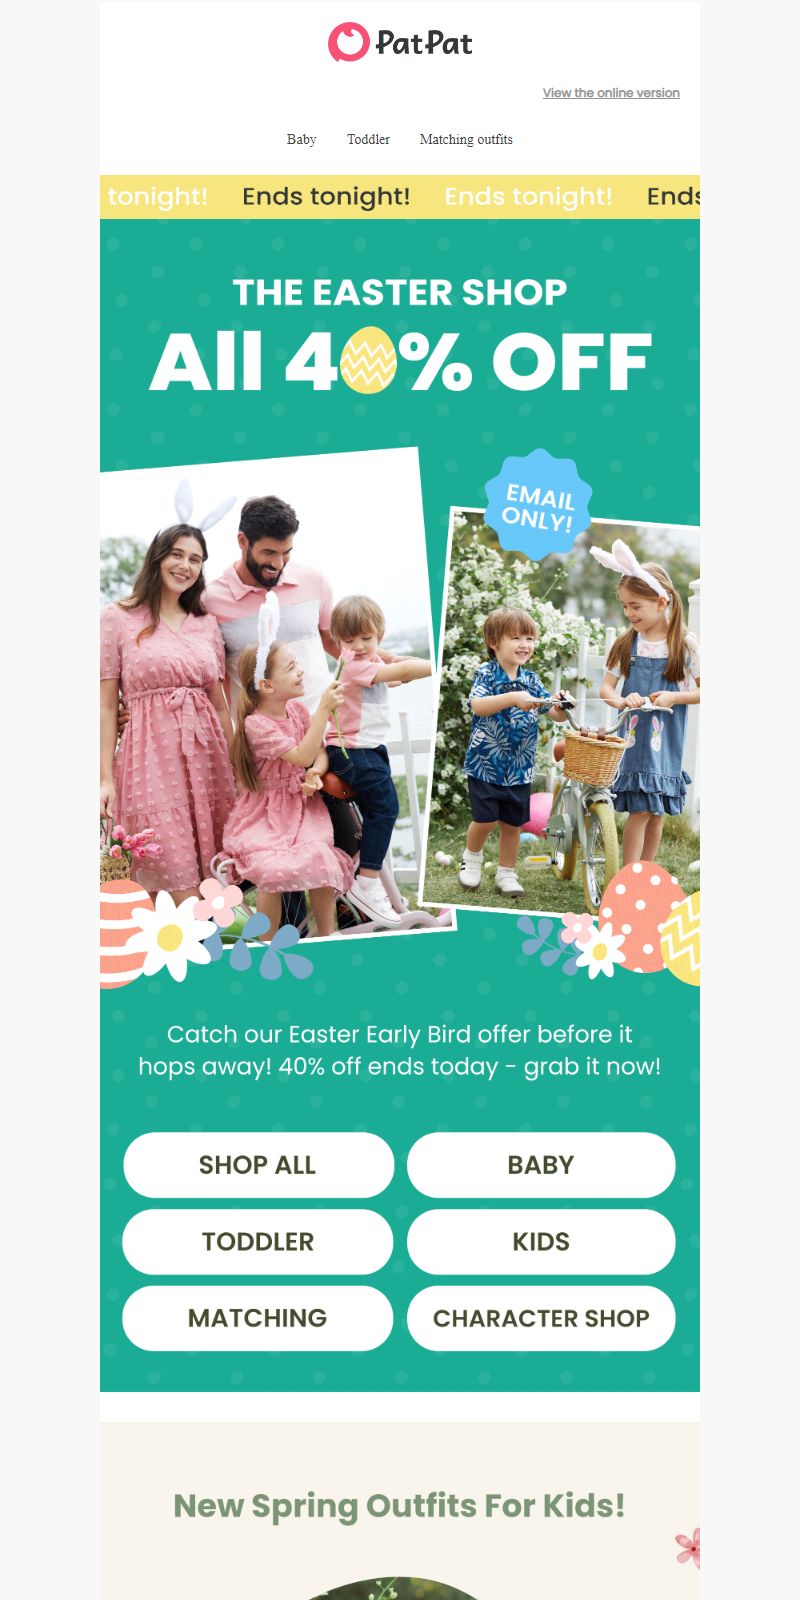 PatPat
View the online version
Baby Toddler Matching outfits
tonight! Ends tonight! Ends tonight! Ends
THE EASTER SHOP
All 40% OFF
EMAIL
ONLY!
Catch our Easter Early Bird offer before it
hops away! 40% off ends today - grab it now!
SHOP ALL BABY
TODDLER KIDS
MATCHING CHARACTER SHOP
New Spring Outfits For Kids!